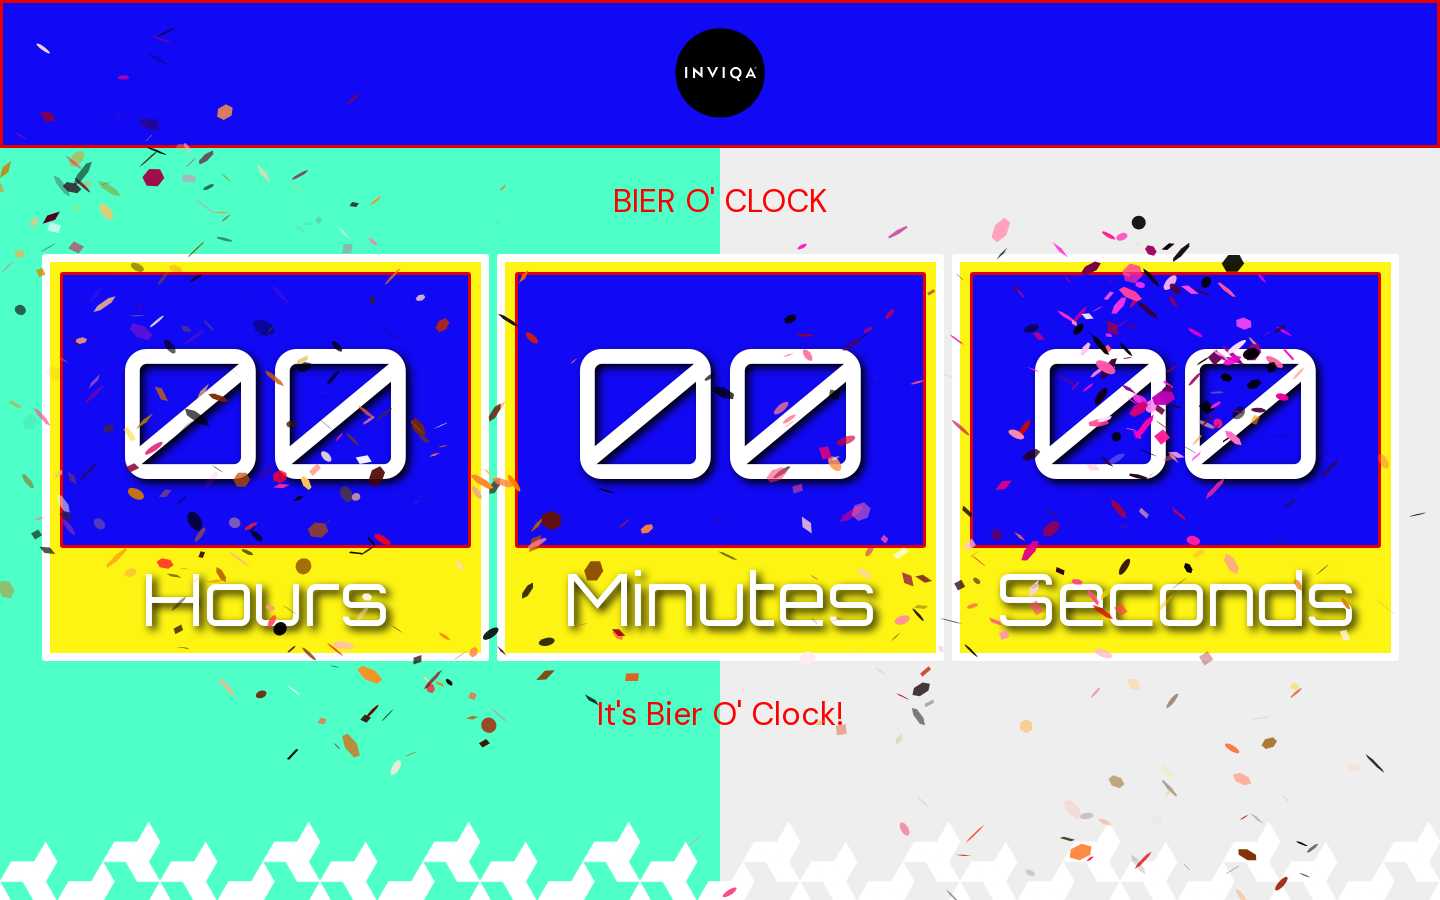 INVIQA
BIER O' CLOCK
00 00 00
Hours Minutes Seconds
It's Bier O' Clock!